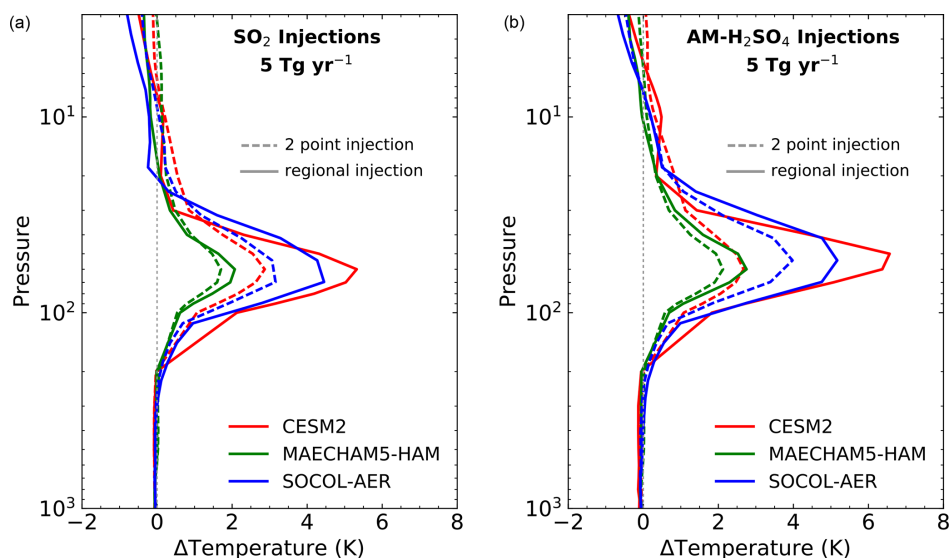 (a)
SO₂ Injections
5 Tg yr⁻¹
2 point injection
regional injection
10¹
10²
10³
Pressure
CESM2
MAECHAM5-HAM
SOCOL-AER
−2 0 2 4 6 8
ΔTemperature (K)
(b)
AM-H₂SO₄ Injections
5 Tg yr⁻¹
2 point injection
regional injection
10¹
10²
10³
Pressure
CESM2
MAECHAM5-HAM
SOCOL-AER
−2 0 2 4 6 8
ΔTemperature (K)